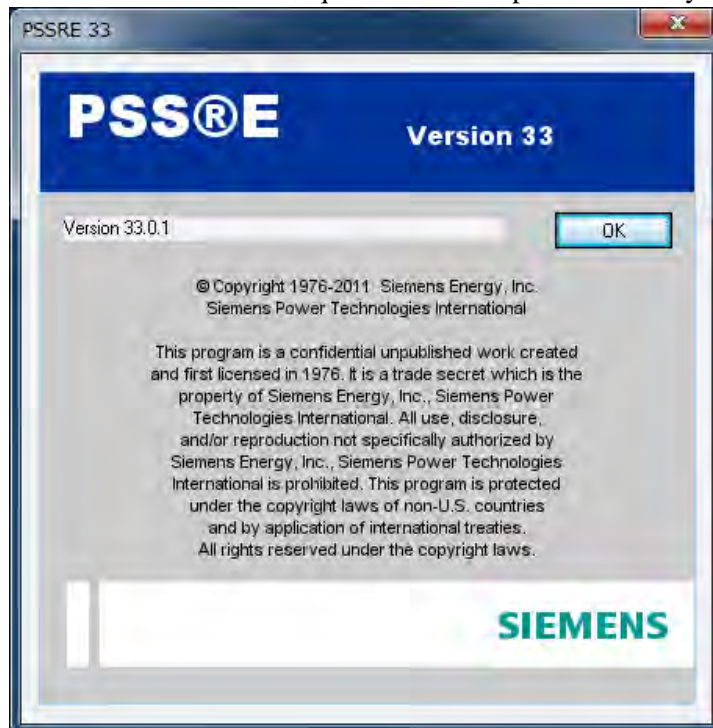 PSSRE 33
PSS®E
Version 33
Version 33.0.1
OK
© Copyright 1976-2011 Siemens Energy, Inc.
Siemens Power Technologies International
This program is a confidential unpublished work created
and first licensed in 1976. It is a trade secret which is the
property of Siemens Energy, Inc., Siemens Power
Technologies International. All use, disclosure,
and/or reproduction not specifically authorized by
Siemens Energy, Inc., Siemens Power Technologies
International is prohibited. This program is protected
under the copyright laws of non-U.S. countries
and by application of international treaties.
All rights reserved under the copyright laws.
SIEMENS